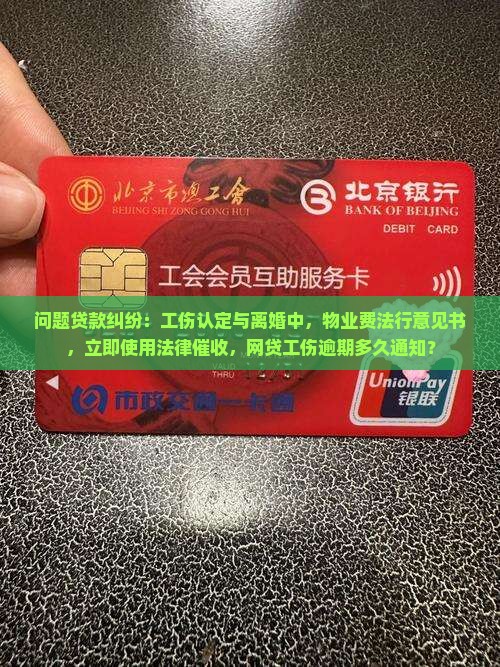 北京市总工会
BEIJING SHI ZONG GONG HUI
北京银行
BANK OF BEIJING
DEBIT CARD
工会会员互助服务卡
问题贷款纠纷：工伤认定与离婚中，物业费法行意见书
，立即使用法律催收，网贷工伤逾期多久通知？
THRU
市政交通一卡通
UnionPay
银联